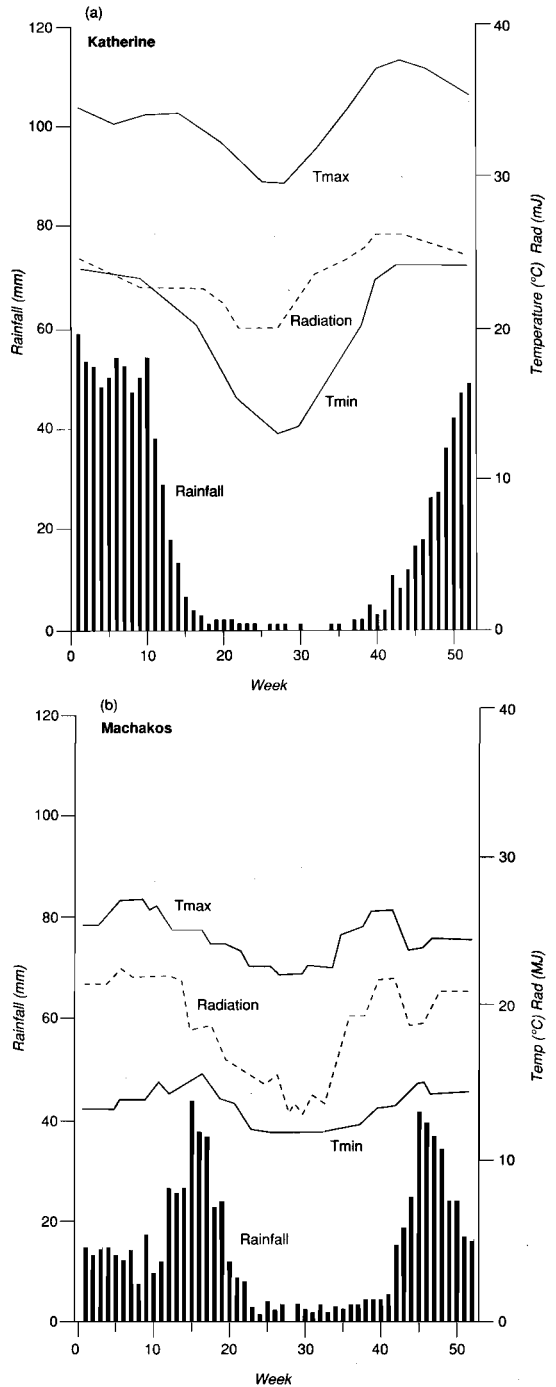 (a)
Katherine
120
100
80
60
40
20
0
Rainfall (mm)
40
30
20
10
0
Temperature (°C) Rad (mJ)
Tmax
Radiation
Tmin
Rainfall
0 10 20 30 40 50
Week
(b)
Machakos
120
100
80
60
40
20
0
Rainfall (mm)
40
30
20
10
0
Temp (°C) Rad (MJ)
Tmax
Radiation
Tmin
Rainfall
0 10 20 30 40 50
Week